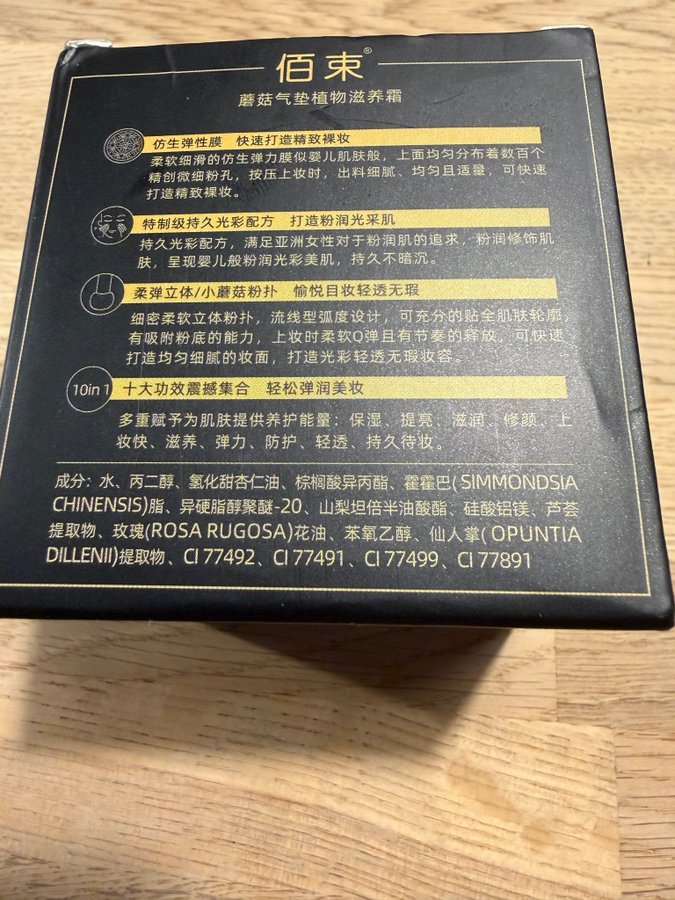 佰束®
蘑菇气垫植物滋养霜
仿生弹性膜 快速打造精致裸妆
柔软细滑的仿生弹力膜似婴儿肌肤般，上面均匀分布着数百个
精创微细粉孔，按压上妆时，出料细腻、均匀且适量，可快速
打造精致裸妆。
特制级持久光彩配方 打造粉润光采肌
持久光彩配方，满足亚洲女性对于粉润肌的追求，粉润修饰肌
肤，呈现婴儿般粉润光彩美肌，持久不暗沉。
柔弹立体/小蘑菇粉扑 愉悦目妆轻透无瑕
细密柔软立体粉扑，流线型弧度设计，可充分的贴全肌肤轮廓，
有吸附粉底的能力，上妆时柔软Q弹且有节奏的释放，可快速
打造均匀细腻的妆面，打造光彩轻透无瑕妆容。
10in1 十大功效震撼集合 轻松弹润美妆
多重赋予为肌肤提供养护能量：保湿、提亮、滋润、修颜、上
妆快、滋养、弹力、防护、轻透、持久待妆。
成分：水、丙二醇、氢化甜杏仁油、棕榈酸异丙酯、霍霍巴(SIMMONDSIA
CHINENSIS)脂、异硬脂醇聚醚-20、山梨坦倍半油酸酯、硅酸铝镁、芦荟
提取物、玫瑰(ROSA RUGOSA)花油、苯氧乙醇、仙人掌(OPUNTIA
DILLENII)提取物、CI 77492、CI 77491、CI 77499、CI 77891